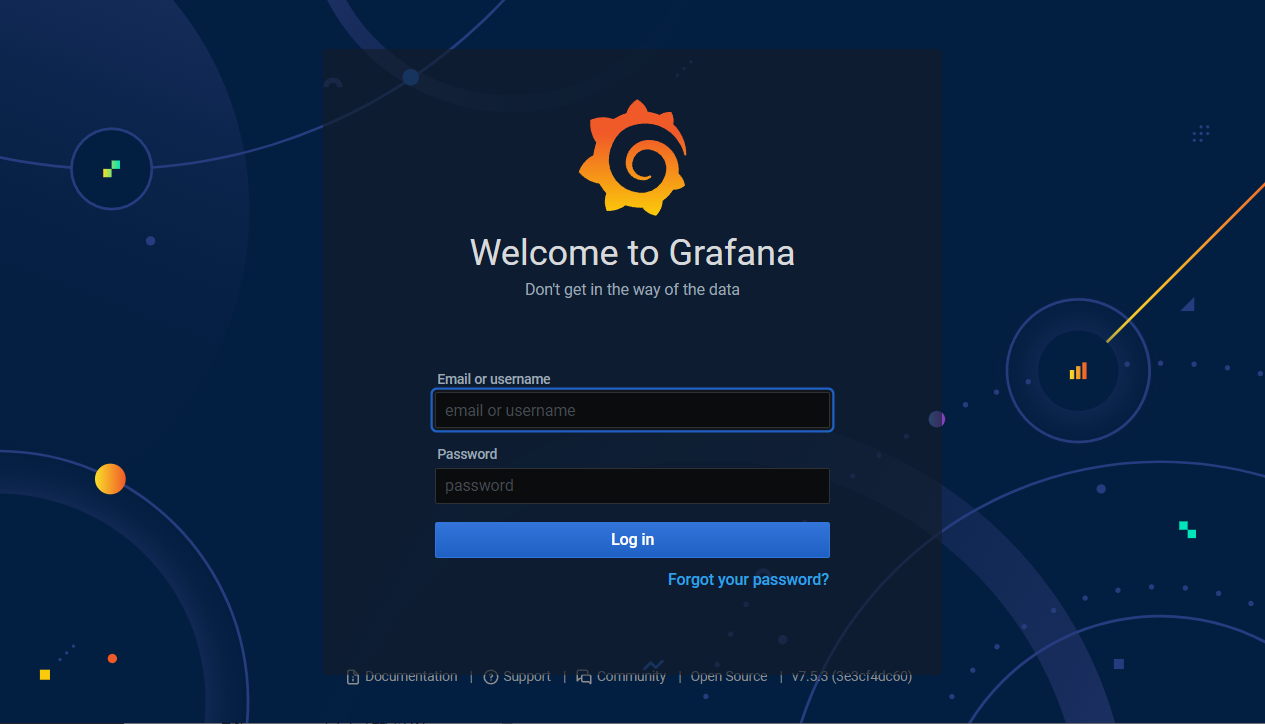 Welcome to Grafana
Don't get in the way of the data
Email or username
email or username
Password
password
Log in
Forgot your password?
Documentation | Support | Community | Open Source | v7.5.3 (3e3cf4dc60)